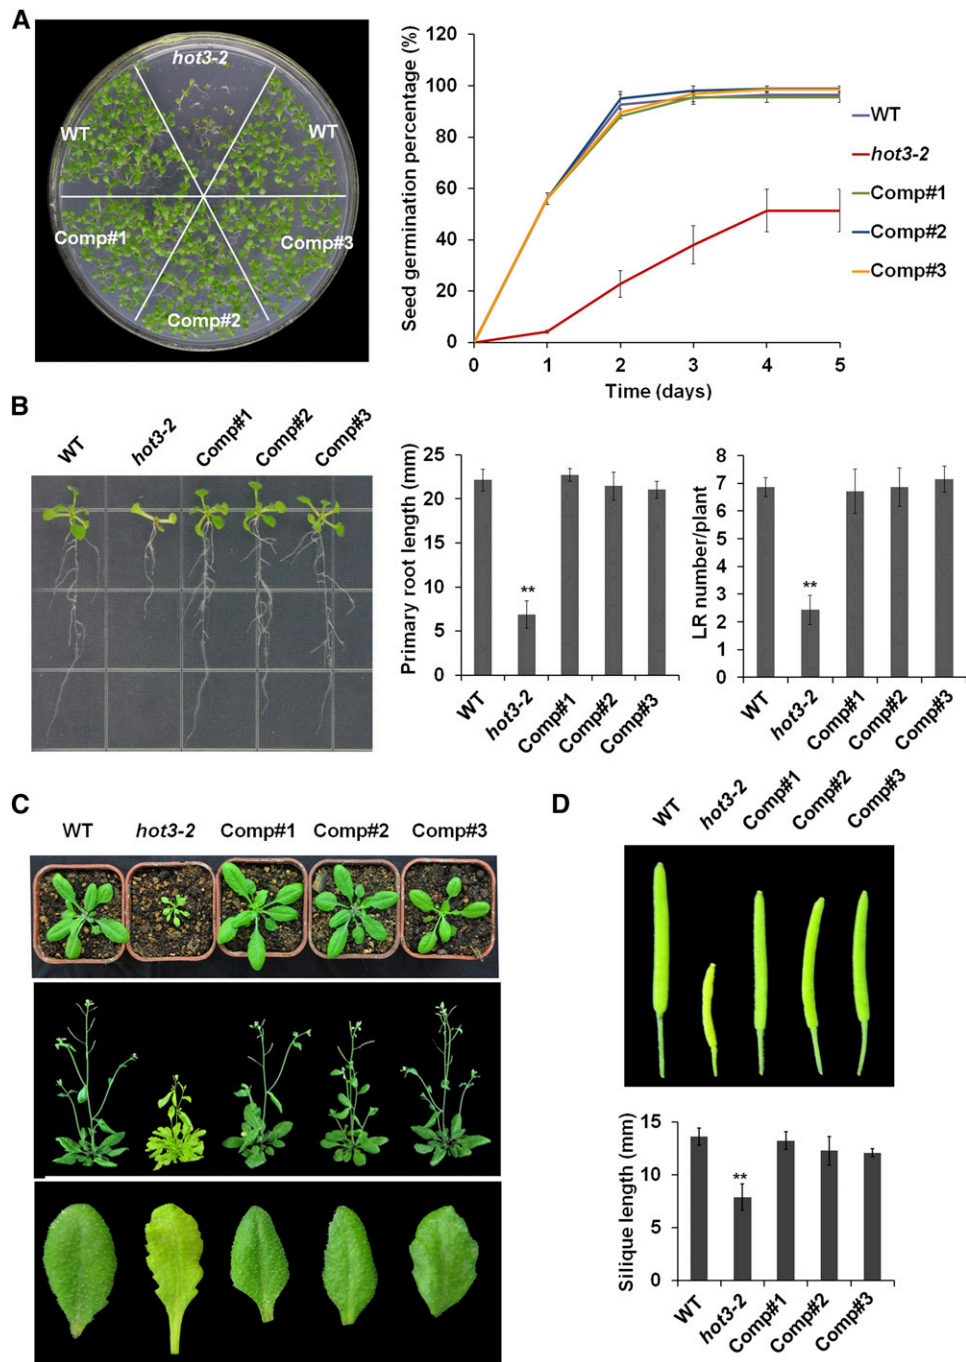 A
hot3-2
WT
WT
Comp#1
Comp#3
Comp#2
Seed germination percentage (%)
120
100
80
60
40
20
0
0 1 2 3 4 5
Time (days)
WT
hot3-2
Comp#1
Comp#2
Comp#3
B
WT hot3-2 Comp#1 Comp#2 Comp#3
Primary root length (mm)
25
20
15
10
5
0
**
WT hot3-2 Comp#1 Comp#2 Comp#3
LR number/plant
8
7
6
5
4
3
2
1
0
**
WT hot3-2 Comp#1 Comp#2 Comp#3
C
WT hot3-2 Comp#1 Comp#2 Comp#3
D
WT hot3-2 Comp#1 Comp#2 Comp#3
Silique length (mm)
15
10
5
0
**
WT hot3-2 Comp#1 Comp#2 Comp#3